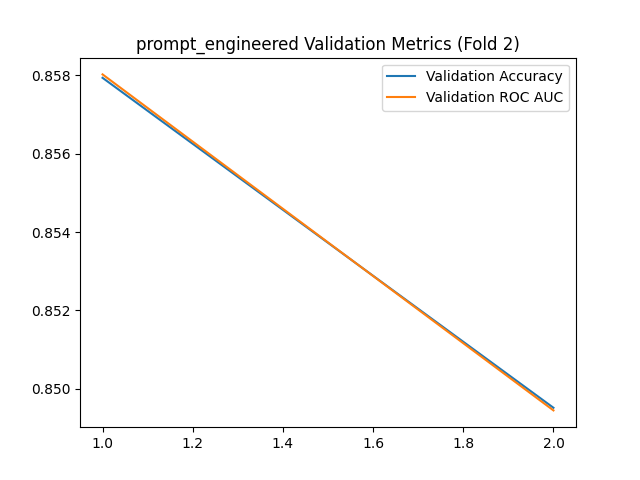 prompt_engineered Validation Metrics (Fold 2)
Validation Accuracy
Validation ROC AUC
0.858
0.856
0.854
0.852
0.850
1.0 1.2 1.4 1.6 1.8 2.0